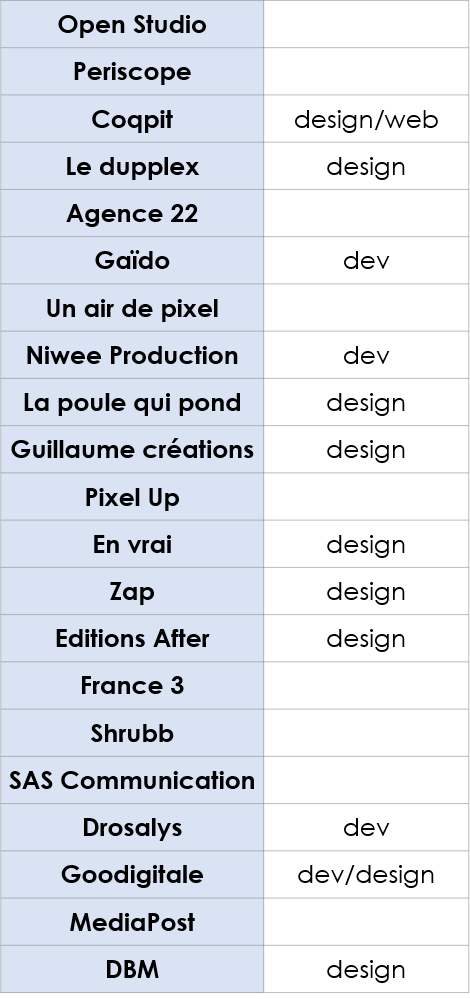 Open Studio
Periscope
Coqpit design/web
Le dupplex design
Agence 22
Gaïdo dev
Un air de pixel
Niwee Production dev
La poule qui pond design
Guillaume créations design
Pixel Up
En vrai design
Zap design
Editions After design
France 3
Shrubb
SAS Communication
Drosalys dev
Goodigitale dev/design
MediaPost
DBM design